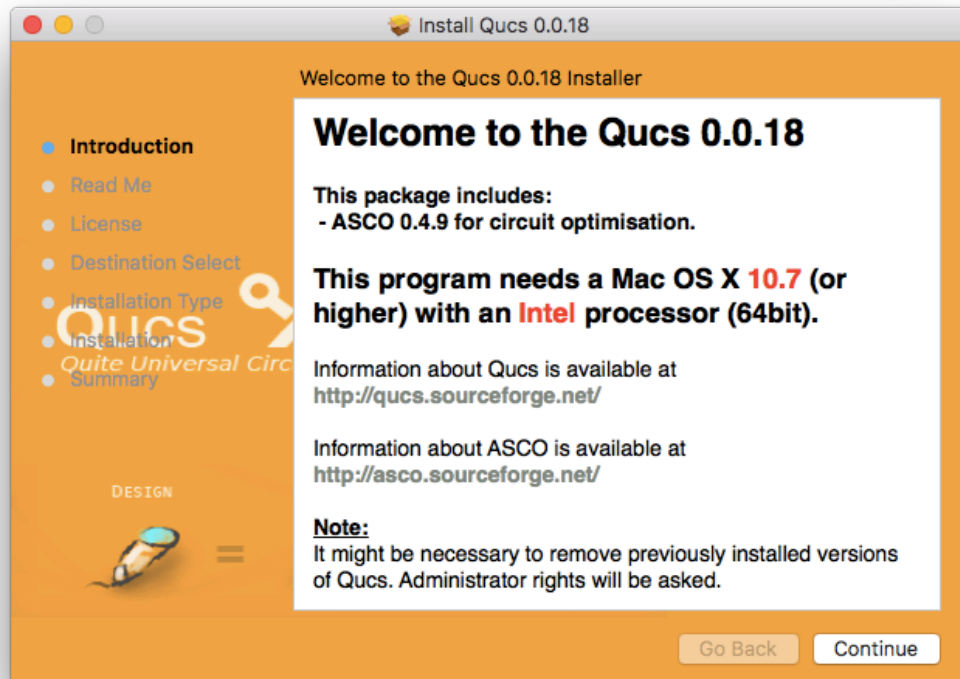 Install Qucs 0.0.18
Welcome to the Qucs 0.0.18 Installer
Introduction
Read Me
License
Destination Select
Installation Type
Installation
Summary
Qucs
Quite Universal Circ
DESIGN
=
Welcome to the Qucs 0.0.18
This package includes:
- ASCO 0.4.9 for circuit optimisation.
This program needs a Mac OS X 10.7 (or
higher) with an Intel processor (64bit).
Information about Qucs is available at
http://qucs.sourceforge.net/
Information about ASCO is available at
http://asco.sourceforge.net/
Note:
It might be necessary to remove previously installed versions
of Qucs. Administrator rights will be asked.
Go Back
Continue